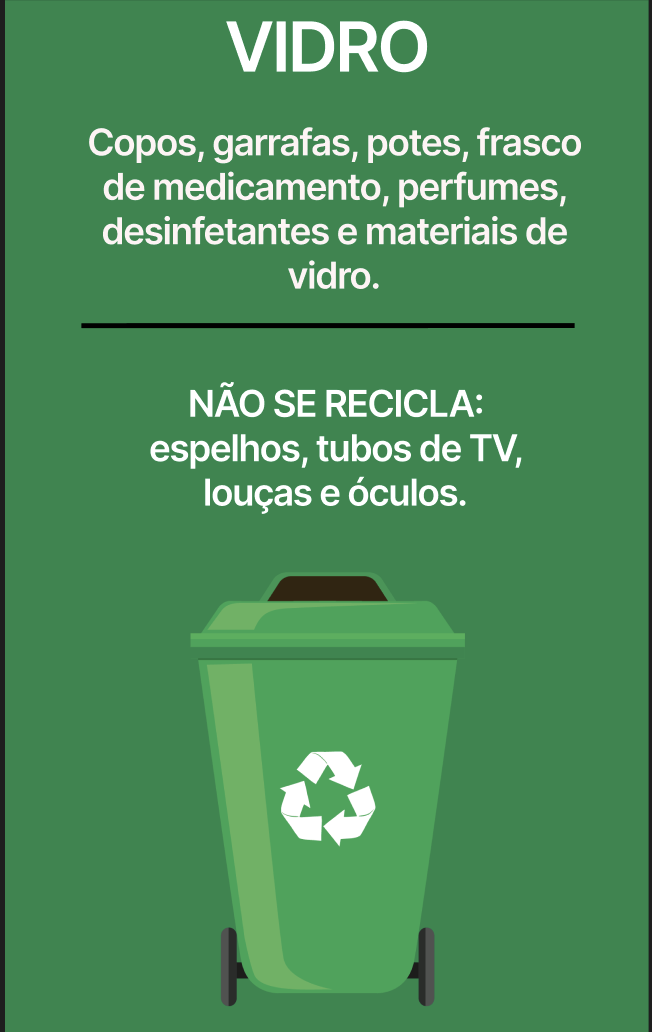 VIDRO
Copos, garrafas, potes, frasco
de medicamento, perfumes,
desinfetantes e materiais de
vidro.
NÃO SE RECICLA:
espelhos, tubos de TV,
louças e óculos.